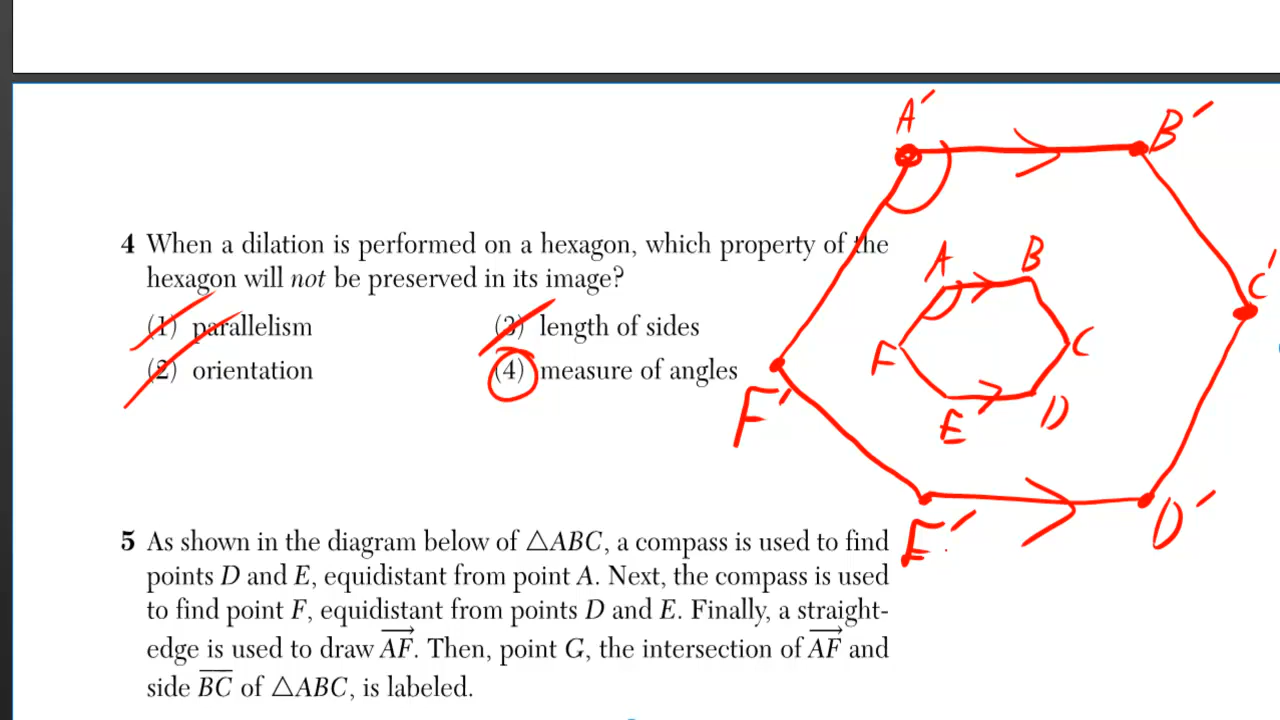 4 When a dilation is performed on a hexagon, which property of the
hexagon will not be preserved in its image?
(1) parallelism
(3) length of sides
(2) orientation
(4) measure of angles
A′
B′
C′
D′
E′
F′
A
B
C
D
E
F
5 As shown in the diagram below of △ABC, a compass is used to find
points D and E, equidistant from point A. Next, the compass is used
to find point F, equidistant from points D and E. Finally, a straight-
edge is used to draw AF. Then, point G, the intersection of AF and
side BC of △ABC, is labeled.